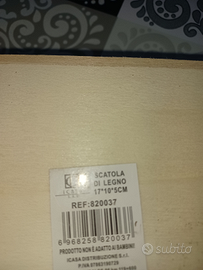 SCATOLA
DI LEGNO
17*10*5CM
REF:820037
6 968258 820037
PRODOTTO NON È ADATTO AI BAMBINI
ICASA DISTRIBUZIONE S.r.l.
subito